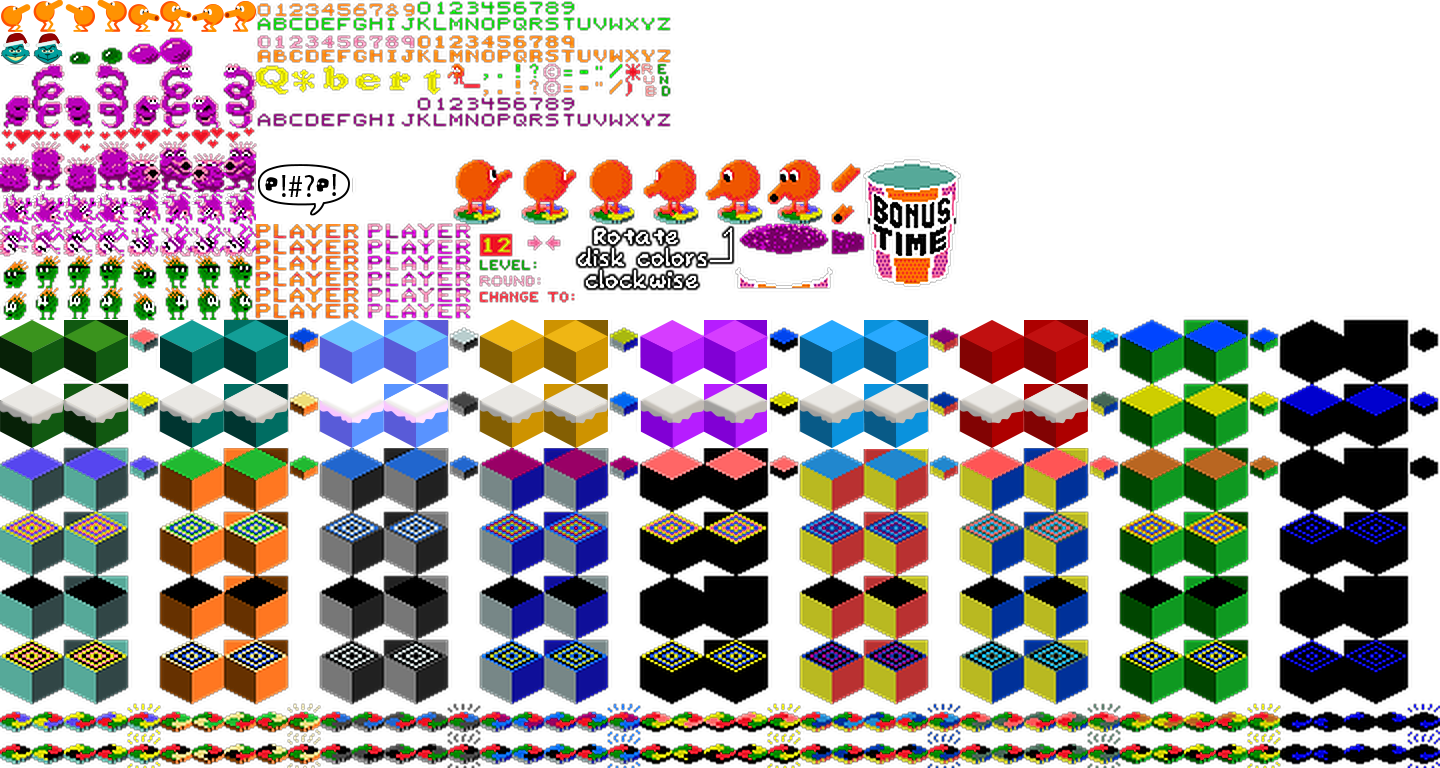 0123456789 0123456789
ABCDEFGHIJKLMNOPQRSTUVWXYZ
0123456789 0123456789
ABCDEFGHIJKLMNOPQRSTUVWXYZ
Q*bert , ; . ! ? © = - " / * R U B E N D
, ; . ! ? © = - " / )
0123456789
ABCDEFGHIJKLMNOPQRSTUVWXYZ
@!#?@!
BONUS
TIME
PLAYER PLAYER
PLAYER PLAYER
PLAYER PLAYER
PLAYER PLAYER
PLAYER PLAYER
PLAYER PLAYER
12
LEVEL:
ROUND:
CHANGE TO:
Rotate
disk colors
clockwise